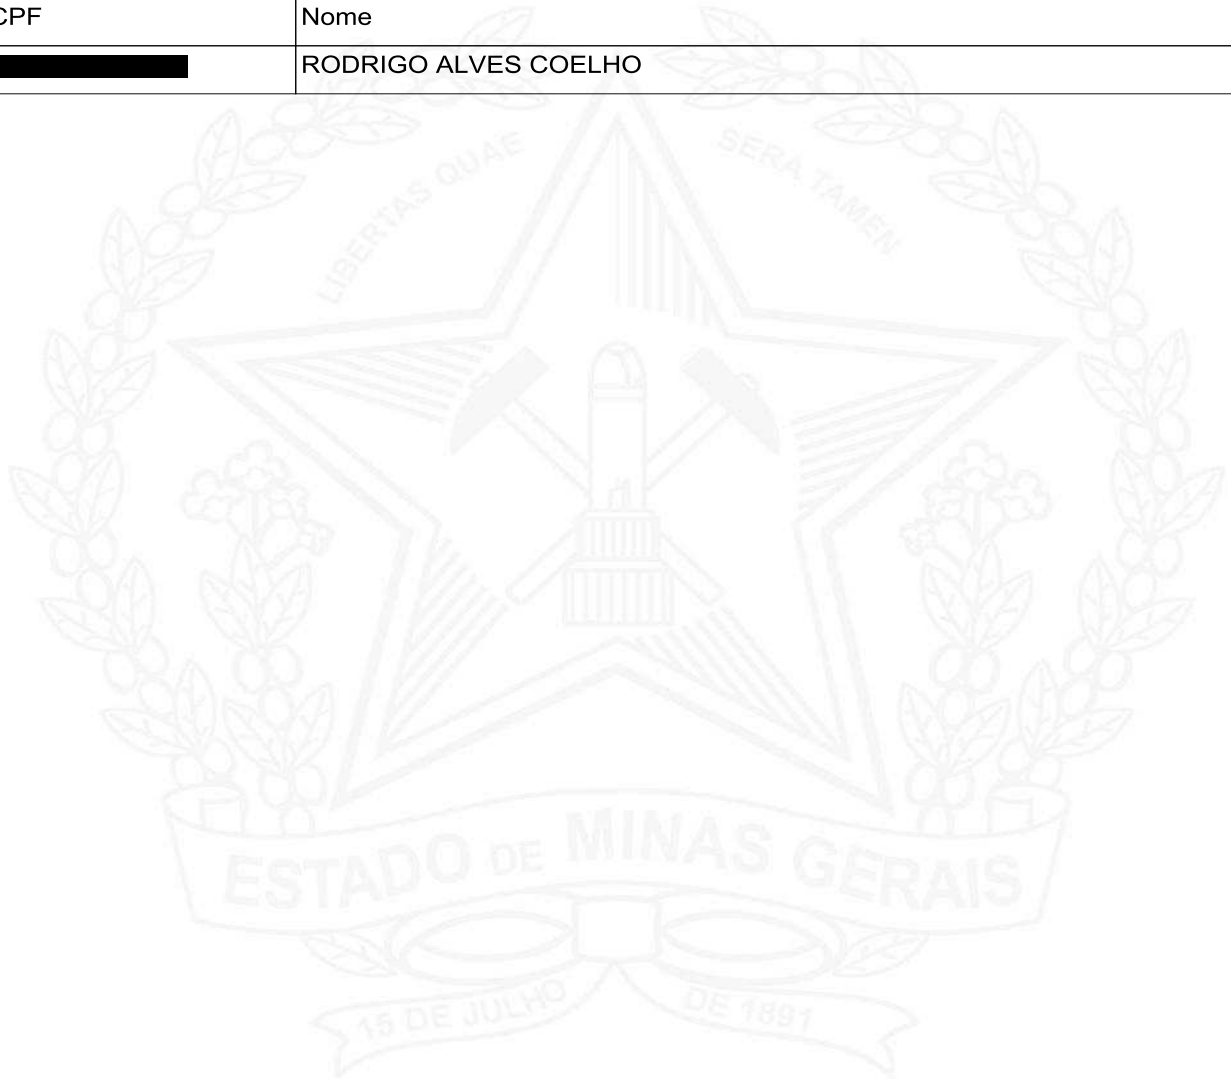 CPF Nome
RODRIGO ALVES COELHO
LIBERTAS QUAE SERA TAMEN
ESTADO DE MINAS GERAIS
15 DE JULHO DE 1891